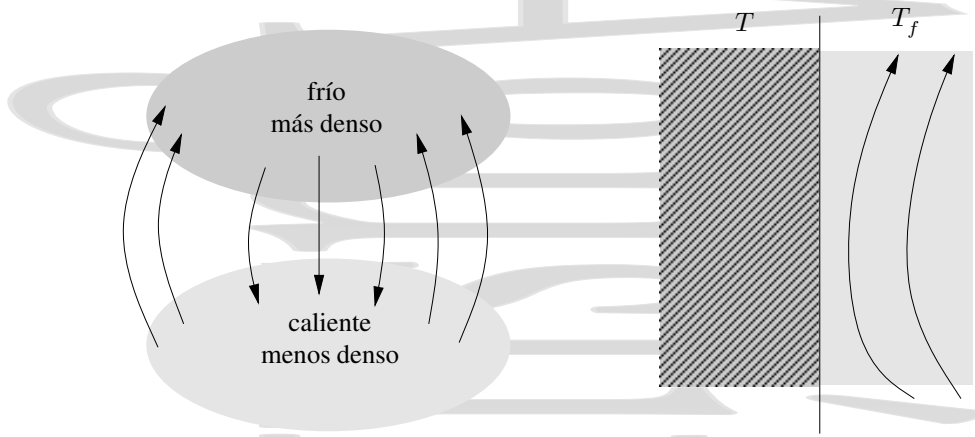 frío
más denso
caliente
menos denso
T
T_f